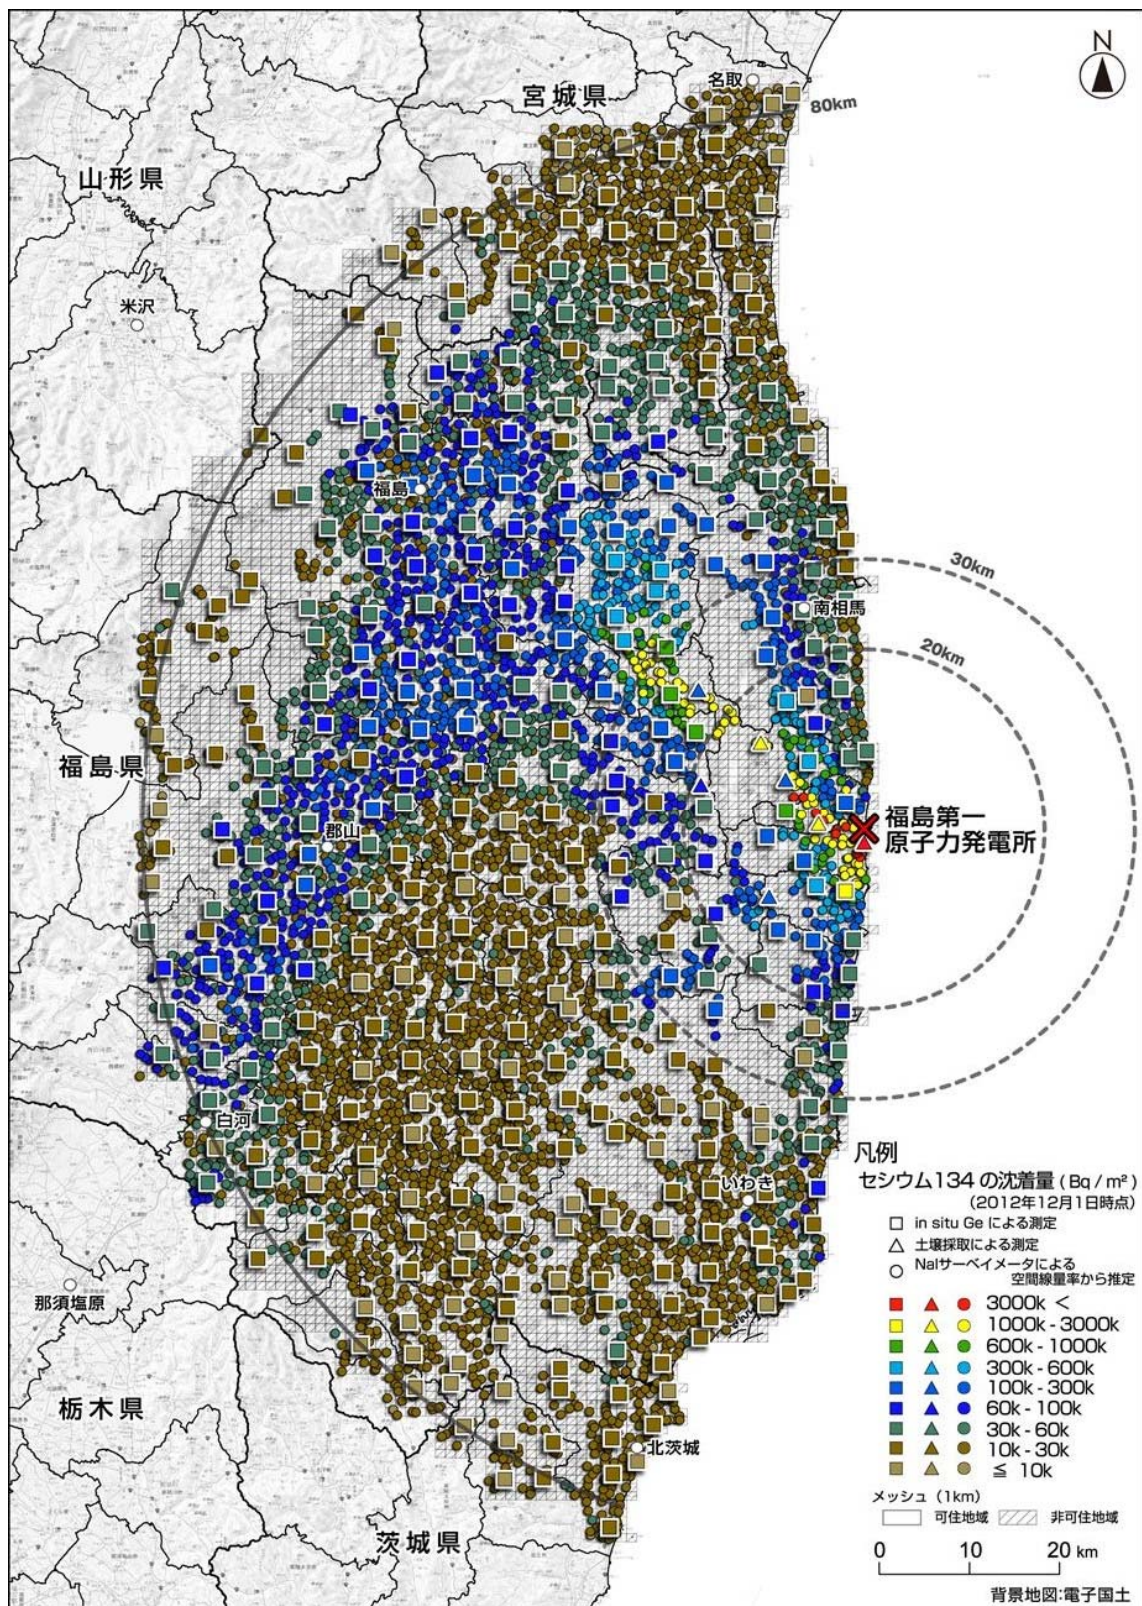 N
名取
宮城県
80km
山形県
米沢
福島
30km
南相馬
20km
福島県
福島第一
原子力発電所
郡山
白河
凡例
セシウム134 の沈着量 ( Bq / m² )
(2012年12月1日時点)
in situ Ge による測定
土壌採取による測定
NaIサーベイメータによる
空間線量率から推定
いわき
那須塩原
3000k <
1000k - 3000k
600k - 1000k
300k - 600k
100k - 300k
60k - 100k
30k - 60k
10k - 30k
≦ 10k
栃木県
北茨城
メッシュ (1km)
可住地域 非可住地域
茨城県
0 10 20 km
背景地図:電子国土